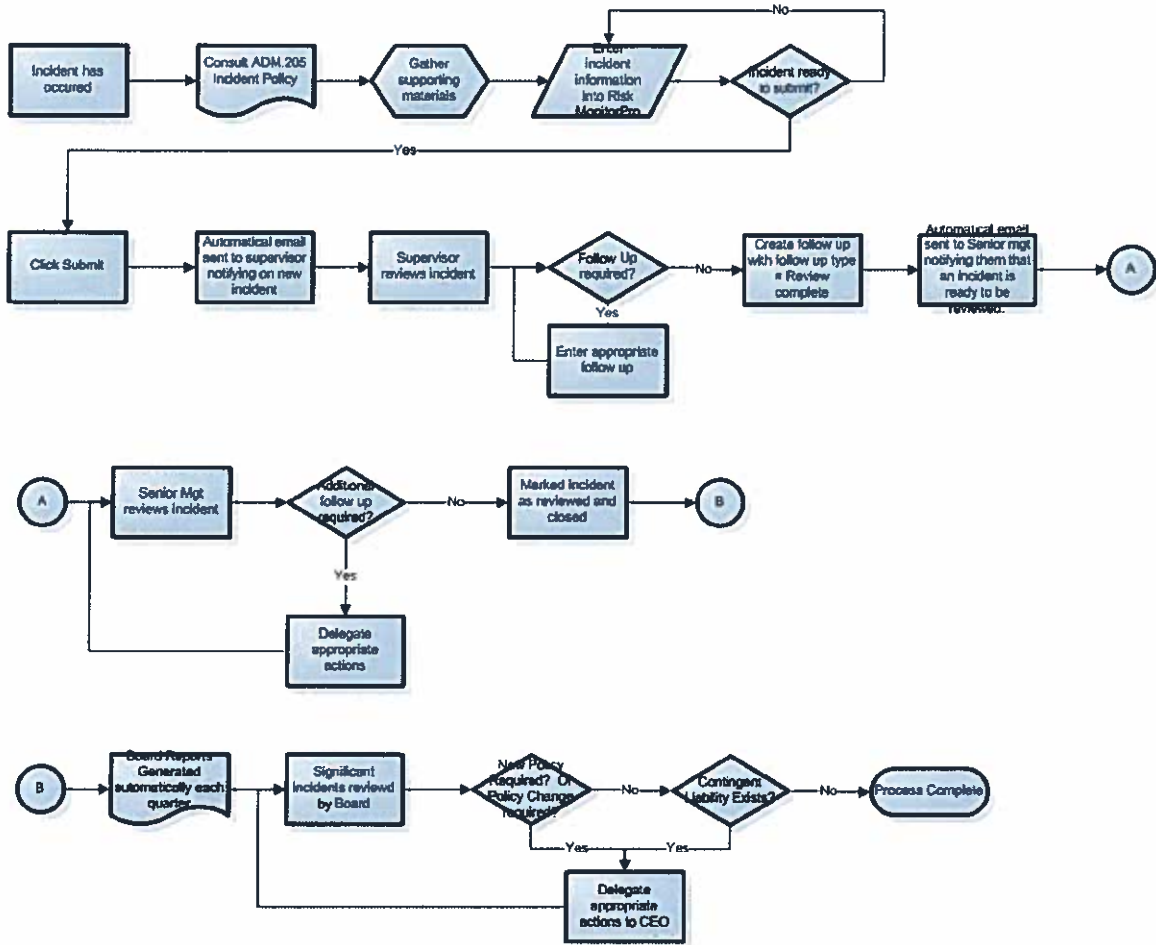 No
Incident has
occured
Consult ADM.205
Incident Policy
Gather
supporting
materials
Enter
incident
information
into Risk
MonitorPro
Incident ready
to submit?
Yes
Click Submit
Automatical email
sent to supervisor
notifying on new
incident
Supervisor
reviews incident
Follow Up
required?
No
Create follow up
with follow up type
= Review
complete
Automatical email
sent to Senior mgt
notifying them that
an incident is
ready to be
reviewed.
A
Yes
Enter appropriate
follow up
A
Senior Mgt
reviews incident
Additional
follow up
required?
No
Marked incident
as reviewed and
closed
B
Yes
Delegate
appropriate
actions
B
Board Reports
Generated
automatically each
quarter
Significant
incidents reviewd
by Board
New Policy
Required? Or
Policy Change
required?
No
Contingent
Liability Exists?
No
Process Complete
Yes
Yes
Delegate
appropriate
actions to CEO